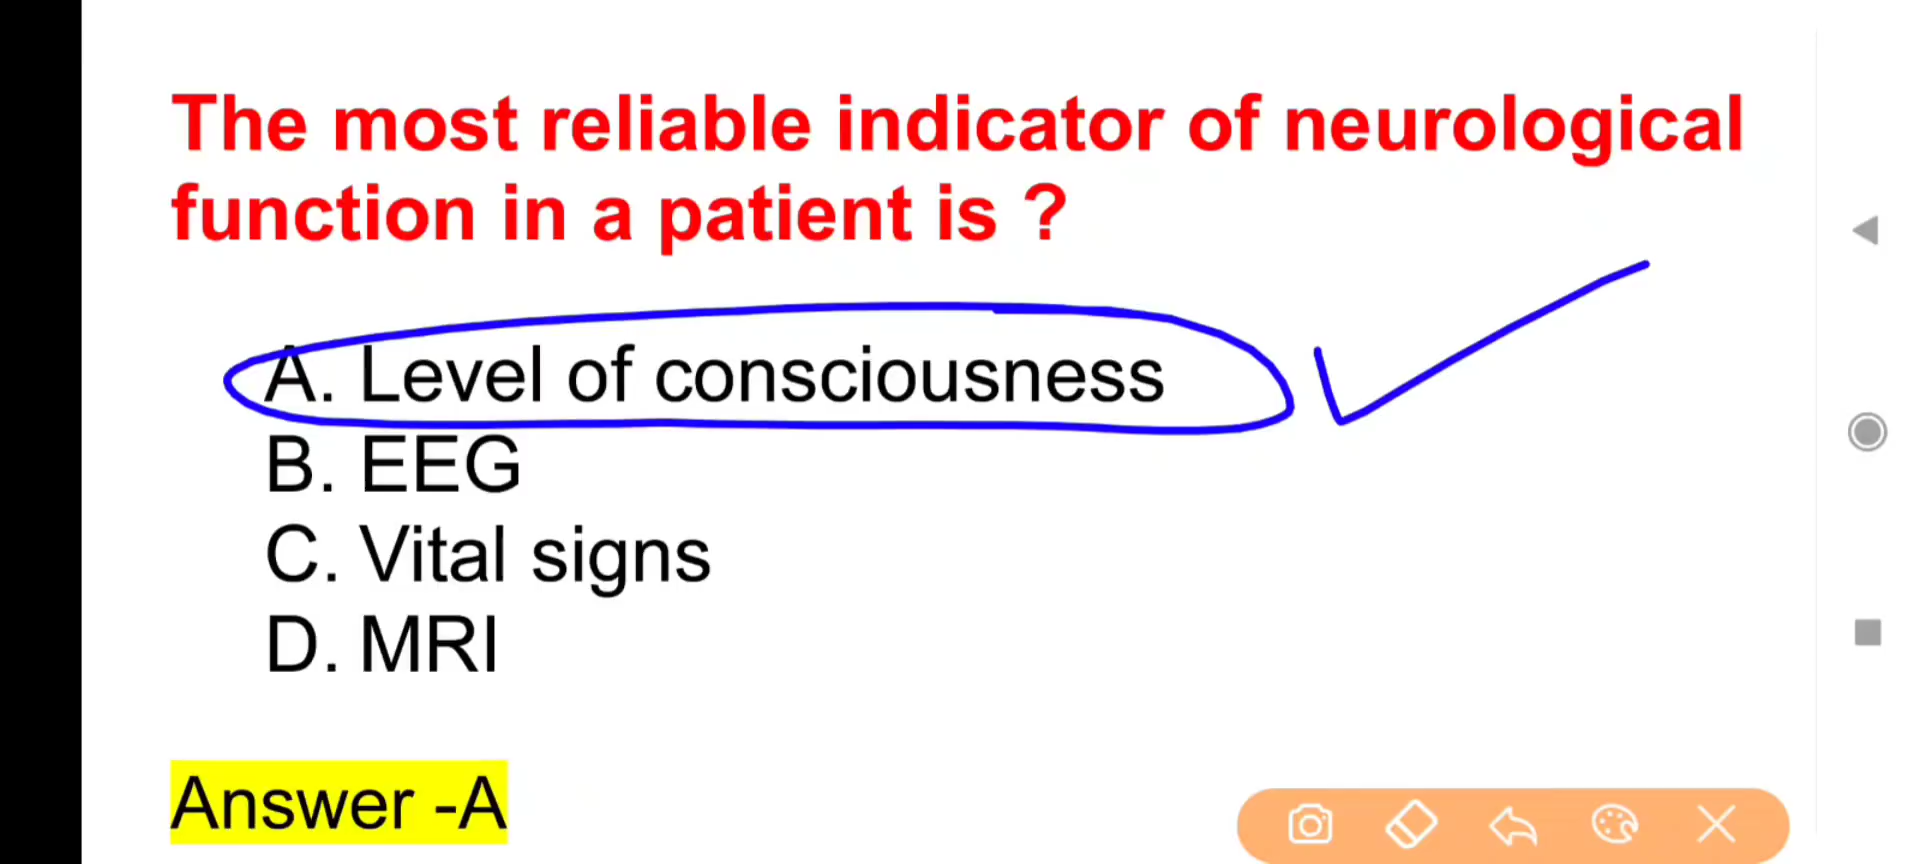 The most reliable indicator of neurological
function in a patient is ?
A. Level of consciousness
B. EEG
C. Vital signs
D. MRI
Answer -A